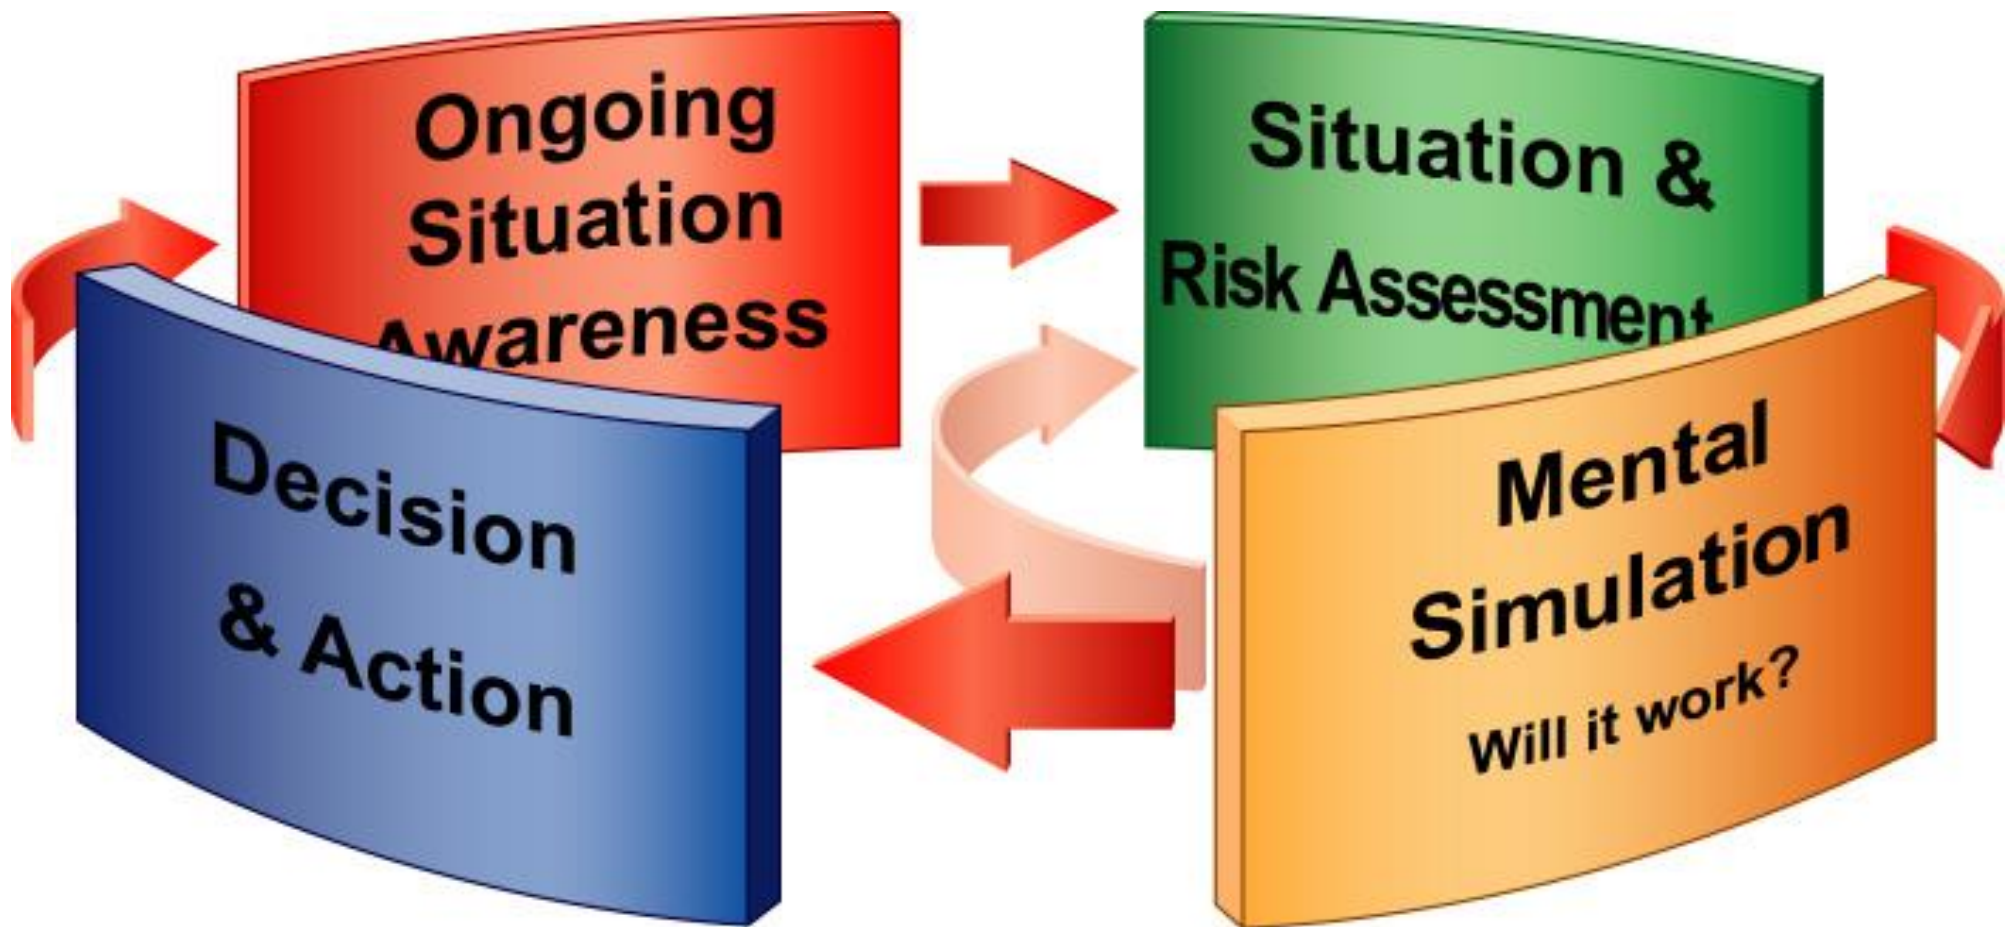 Ongoing
Situation
Awareness
Situation &
Risk Assessment
Decision
& Action
Mental
Simulation
Will it work?